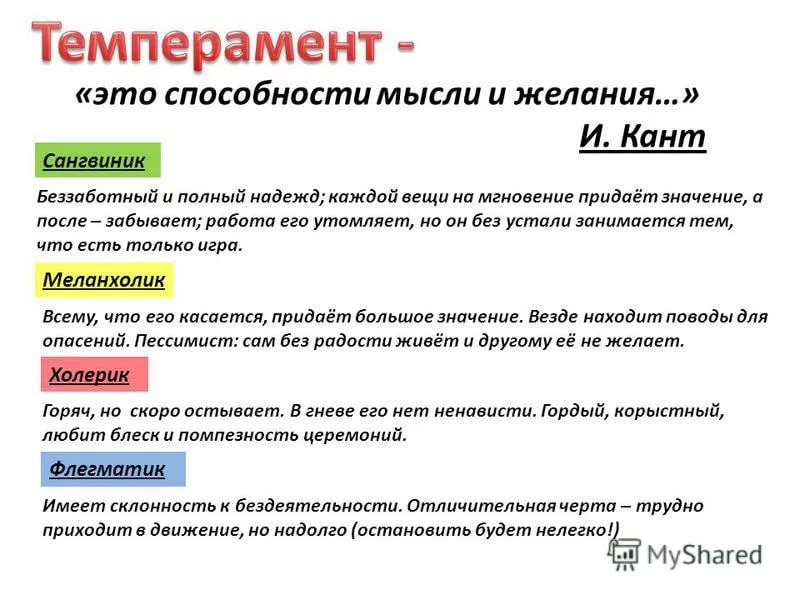 Темперамент -
«это способности мысли и желания…»
И. Кант
Сангвиник
Беззаботный и полный надежд; каждой вещи на мгновение придаёт значение, а
после – забывает; работа его утомляет, но он без устали занимается тем,
что есть только игра.
Меланхолик
Всему, что его касается, придаёт большое значение. Везде находит поводы для
опасений. Пессимист: сам без радости живёт и другому её не желает.
Холерик
Горяч, но скоро остывает. В гневе его нет ненависти. Гордый, корыстный,
любит блеск и помпезность церемоний.
Флегматик
Имеет склонность к бездеятельности. Отличительная черта – трудно
приходит в движение, но надолго (остановить будет нелегко!)
MyShared